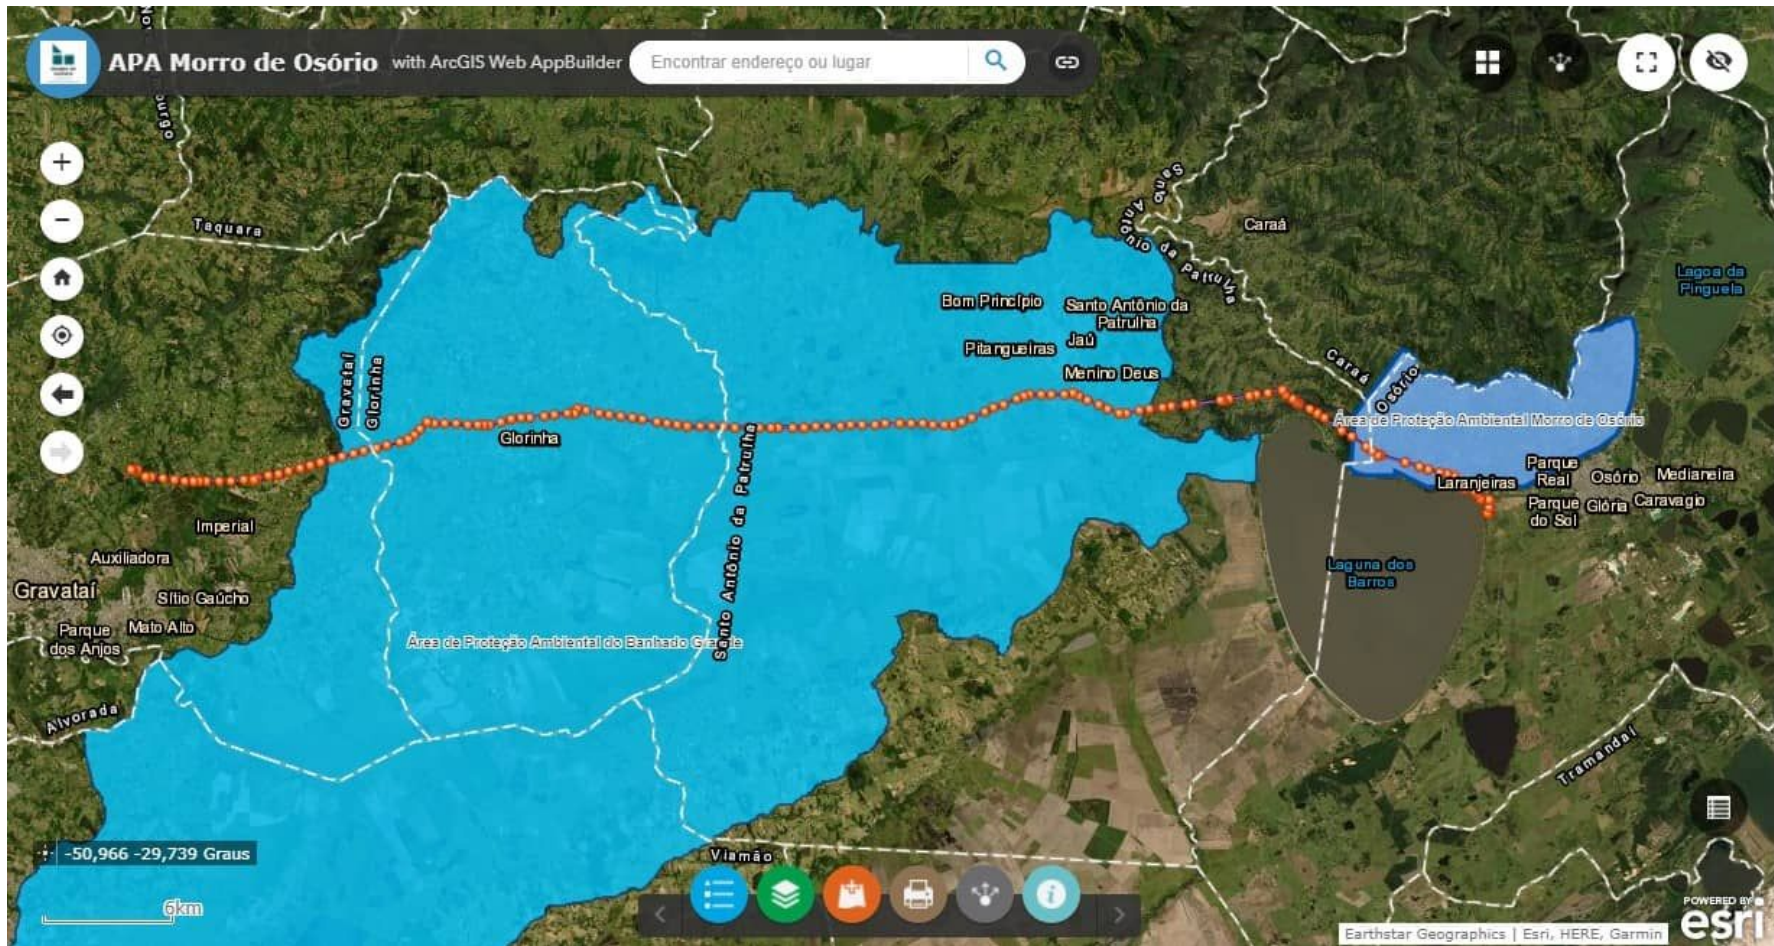 APA Morro de Osório with ArcGIS Web AppBuilder
Encontrar endereço ou lugar
Taquara
Santo Antônio da Patrulha
Caraá
Lagoa da
Pinguela
Bom Princípio
Santo Antônio da
Patrulha
Jaú
Pitangueiras
Menino Deus
Gravataí
Glorinha
Caraá
Osório
Área de Proteção Ambiental Morro de Osório
Glorinha
Santo Antônio da Patrulha
Parque
Real
Osório
Medianeira
Laranjeiras
Parque
do Sol
Glória
Caravagio
Imperial
Auxiliadora
Gravataí
Sítio Gaúcho
Parque
dos Anjos
Mato Alto
Laguna dos
Barros
Área de Proteção Ambiental do Banhado Grande
Alvorada
Tramandaí
-50,966 -29,739 Graus
Viamão
6km
POWERED BY
esri
Earthstar Geographics | Esri, HERE, Garmin